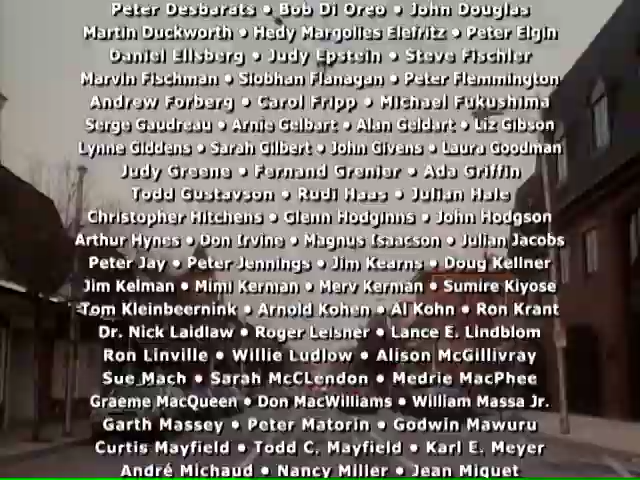 Peter Desbarats • Bob Di Oreo • John Douglas
Martin Duckworth • Hedy Margolies Elefritz • Peter Elgin
Daniel Ellsberg • Judy Epstein • Steve Fischler
Marvin Fischman • Siobhan Flanagan • Peter Flemmington
Andrew Forberg • Carol Fripp • Michael Fukushima
Serge Gaudreau • Arnie Gelbart • Alan Geldart • Liz Gibson
Lynne Giddens • Sarah Gilbert • John Givens • Laura Goodman
Judy Greene • Fernand Grenier • Ada Griffin
Todd Gustavson • Rudi Haas • Julian Hale
Christopher Hitchens • Glenn Hodginns • John Hodgson
Arthur Hynes • Don Irvine • Magnus Isaacson • Julian Jacobs
Peter Jay • Peter Jennings • Jim Kearns • Doug Kellner
Jim Kelman • Mimi Kerman • Merv Kerman • Sumire Kiyose
Tom Kleinbeernink • Arnold Kohen • Al Kohn • Ron Krant
Dr. Nick Laidlaw • Roger Leisner • Lance E. Lindblom
Ron Linville • Willie Ludlow • Alison McGillivray
Sue Mach • Sarah McClendon • Medrie MacPhee
Graeme MacQueen • Don MacWilliams • William Massa Jr.
Garth Massey • Peter Matorin • Godwin Mawuru
Curtis Mayfield • Todd C. Mayfield • Karl E. Meyer
André Michaud • Nancy Miller • Jean Miquet